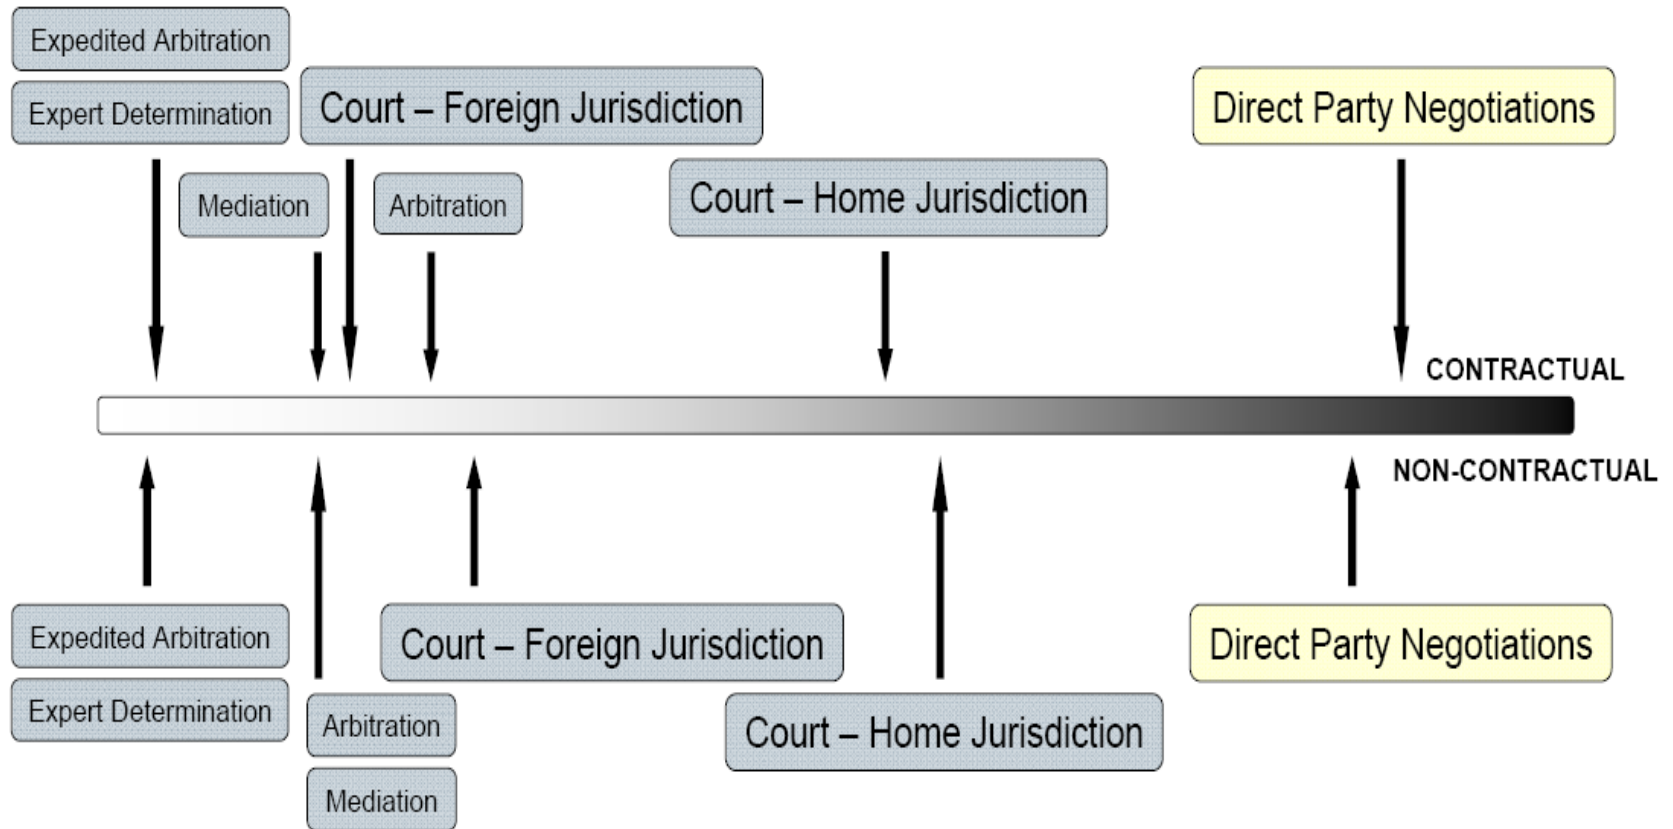 Expedited Arbitration
Expert Determination
Court – Foreign Jurisdiction
Direct Party Negotiations
Mediation
Arbitration
Court – Home Jurisdiction
CONTRACTUAL
NON-CONTRACTUAL
Expedited Arbitration
Expert Determination
Court – Foreign Jurisdiction
Direct Party Negotiations
Arbitration
Mediation
Court – Home Jurisdiction